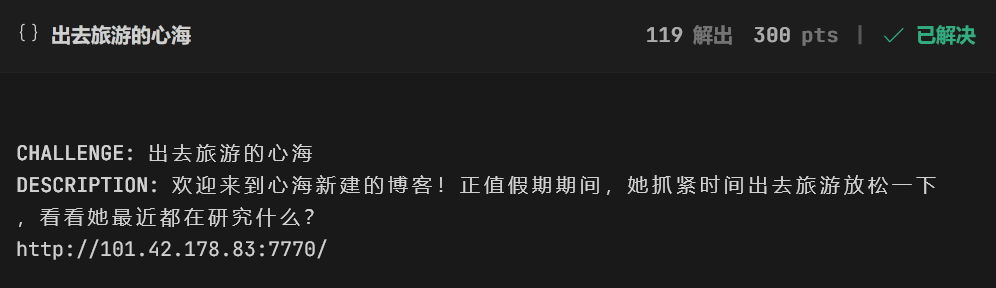 {} 出去旅游的心海 119 解出 300 pts | ✓ 已解决
CHALLENGE: 出去旅游的心海
DESCRIPTION: 欢迎来到心海新建的博客！正值假期期间，她抓紧时间出去旅游放松一下
，看看她最近都在研究什么？
http://101.42.178.83:7770/